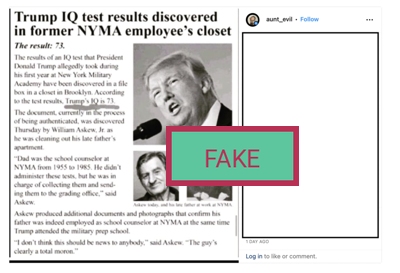 Trump IQ test results discovered
in former NYMA employee's closet
The result: 73.
The results of an IQ test that President
Donald Trump allegedly took during
his first year at New York Military
Academy have been discovered in a file
box in a closet in Brooklyn. According
to the test results, Trump's IQ is 73.
The document, currently in the process
of being authenticated, was discovered
Thursday by William Askew, Jr. as
he was cleaning out his late father's
apartment.
"Dad was the school counselor at
NYMA from 1955 to 1985. He didn't
administer these tests, but he was in
charge of collecting them and send-
ing them to the grading office," said
Askew.
Askew today, and his late father at work at NYMA
Askew produced additional documents and photographs that confirm his
father was indeed employed as school counselor at NYMA at the same time
Trump attended the military prep school.
"I don't think this should be news to anybody," said Askew. "The guy's
clearly a total moron."
FAKE
aunt_evil • Follow
1 DAY AGO
Log in to like or comment.